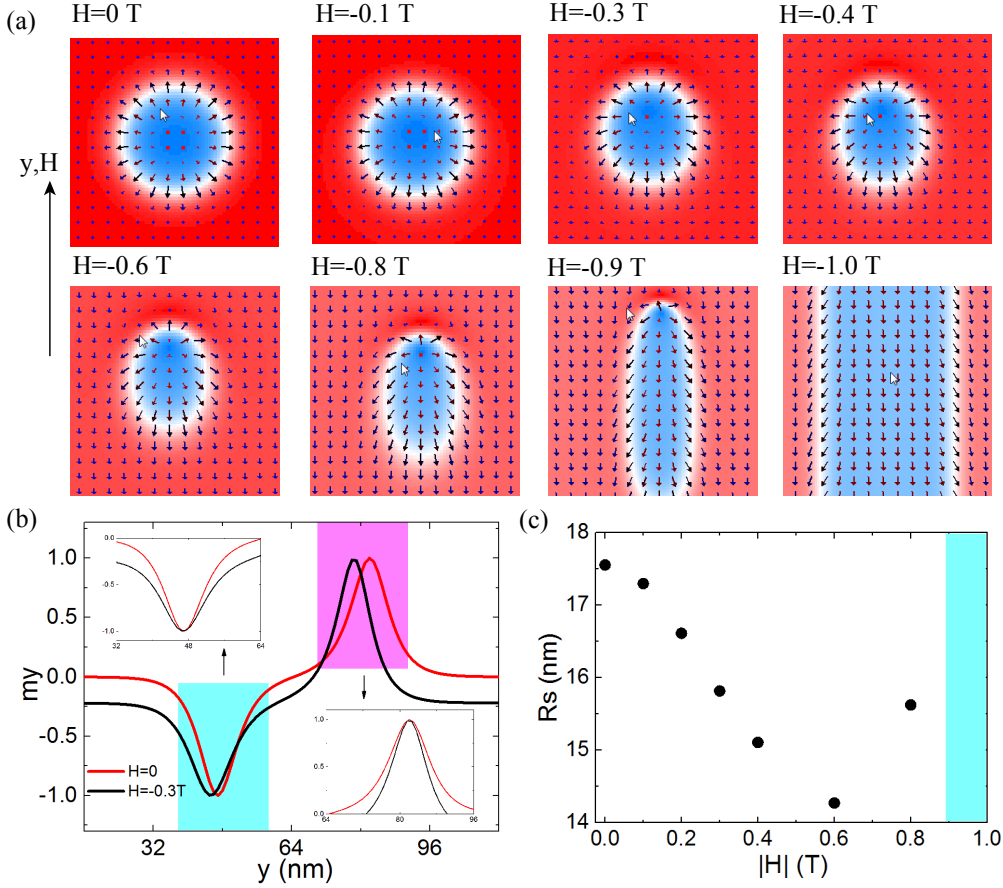 (a)
H=0 T
H=-0.1 T
H=-0.3 T
H=-0.4 T
y,H
H=-0.6 T
H=-0.8 T
H=-0.9 T
H=-1.0 T
(b)
my
1.0
0.5
0.0
-0.5
-1.0
32
64
96
y (nm)
H=0
H=-0.3T
0.0
-0.5
-1.0
32
48
64
1.0
0.5
0.0
64
80
96
(c)
Rs (nm)
18
17
16
15
14
0.0
0.2
0.4
0.6
0.8
1.0
|H| (T)